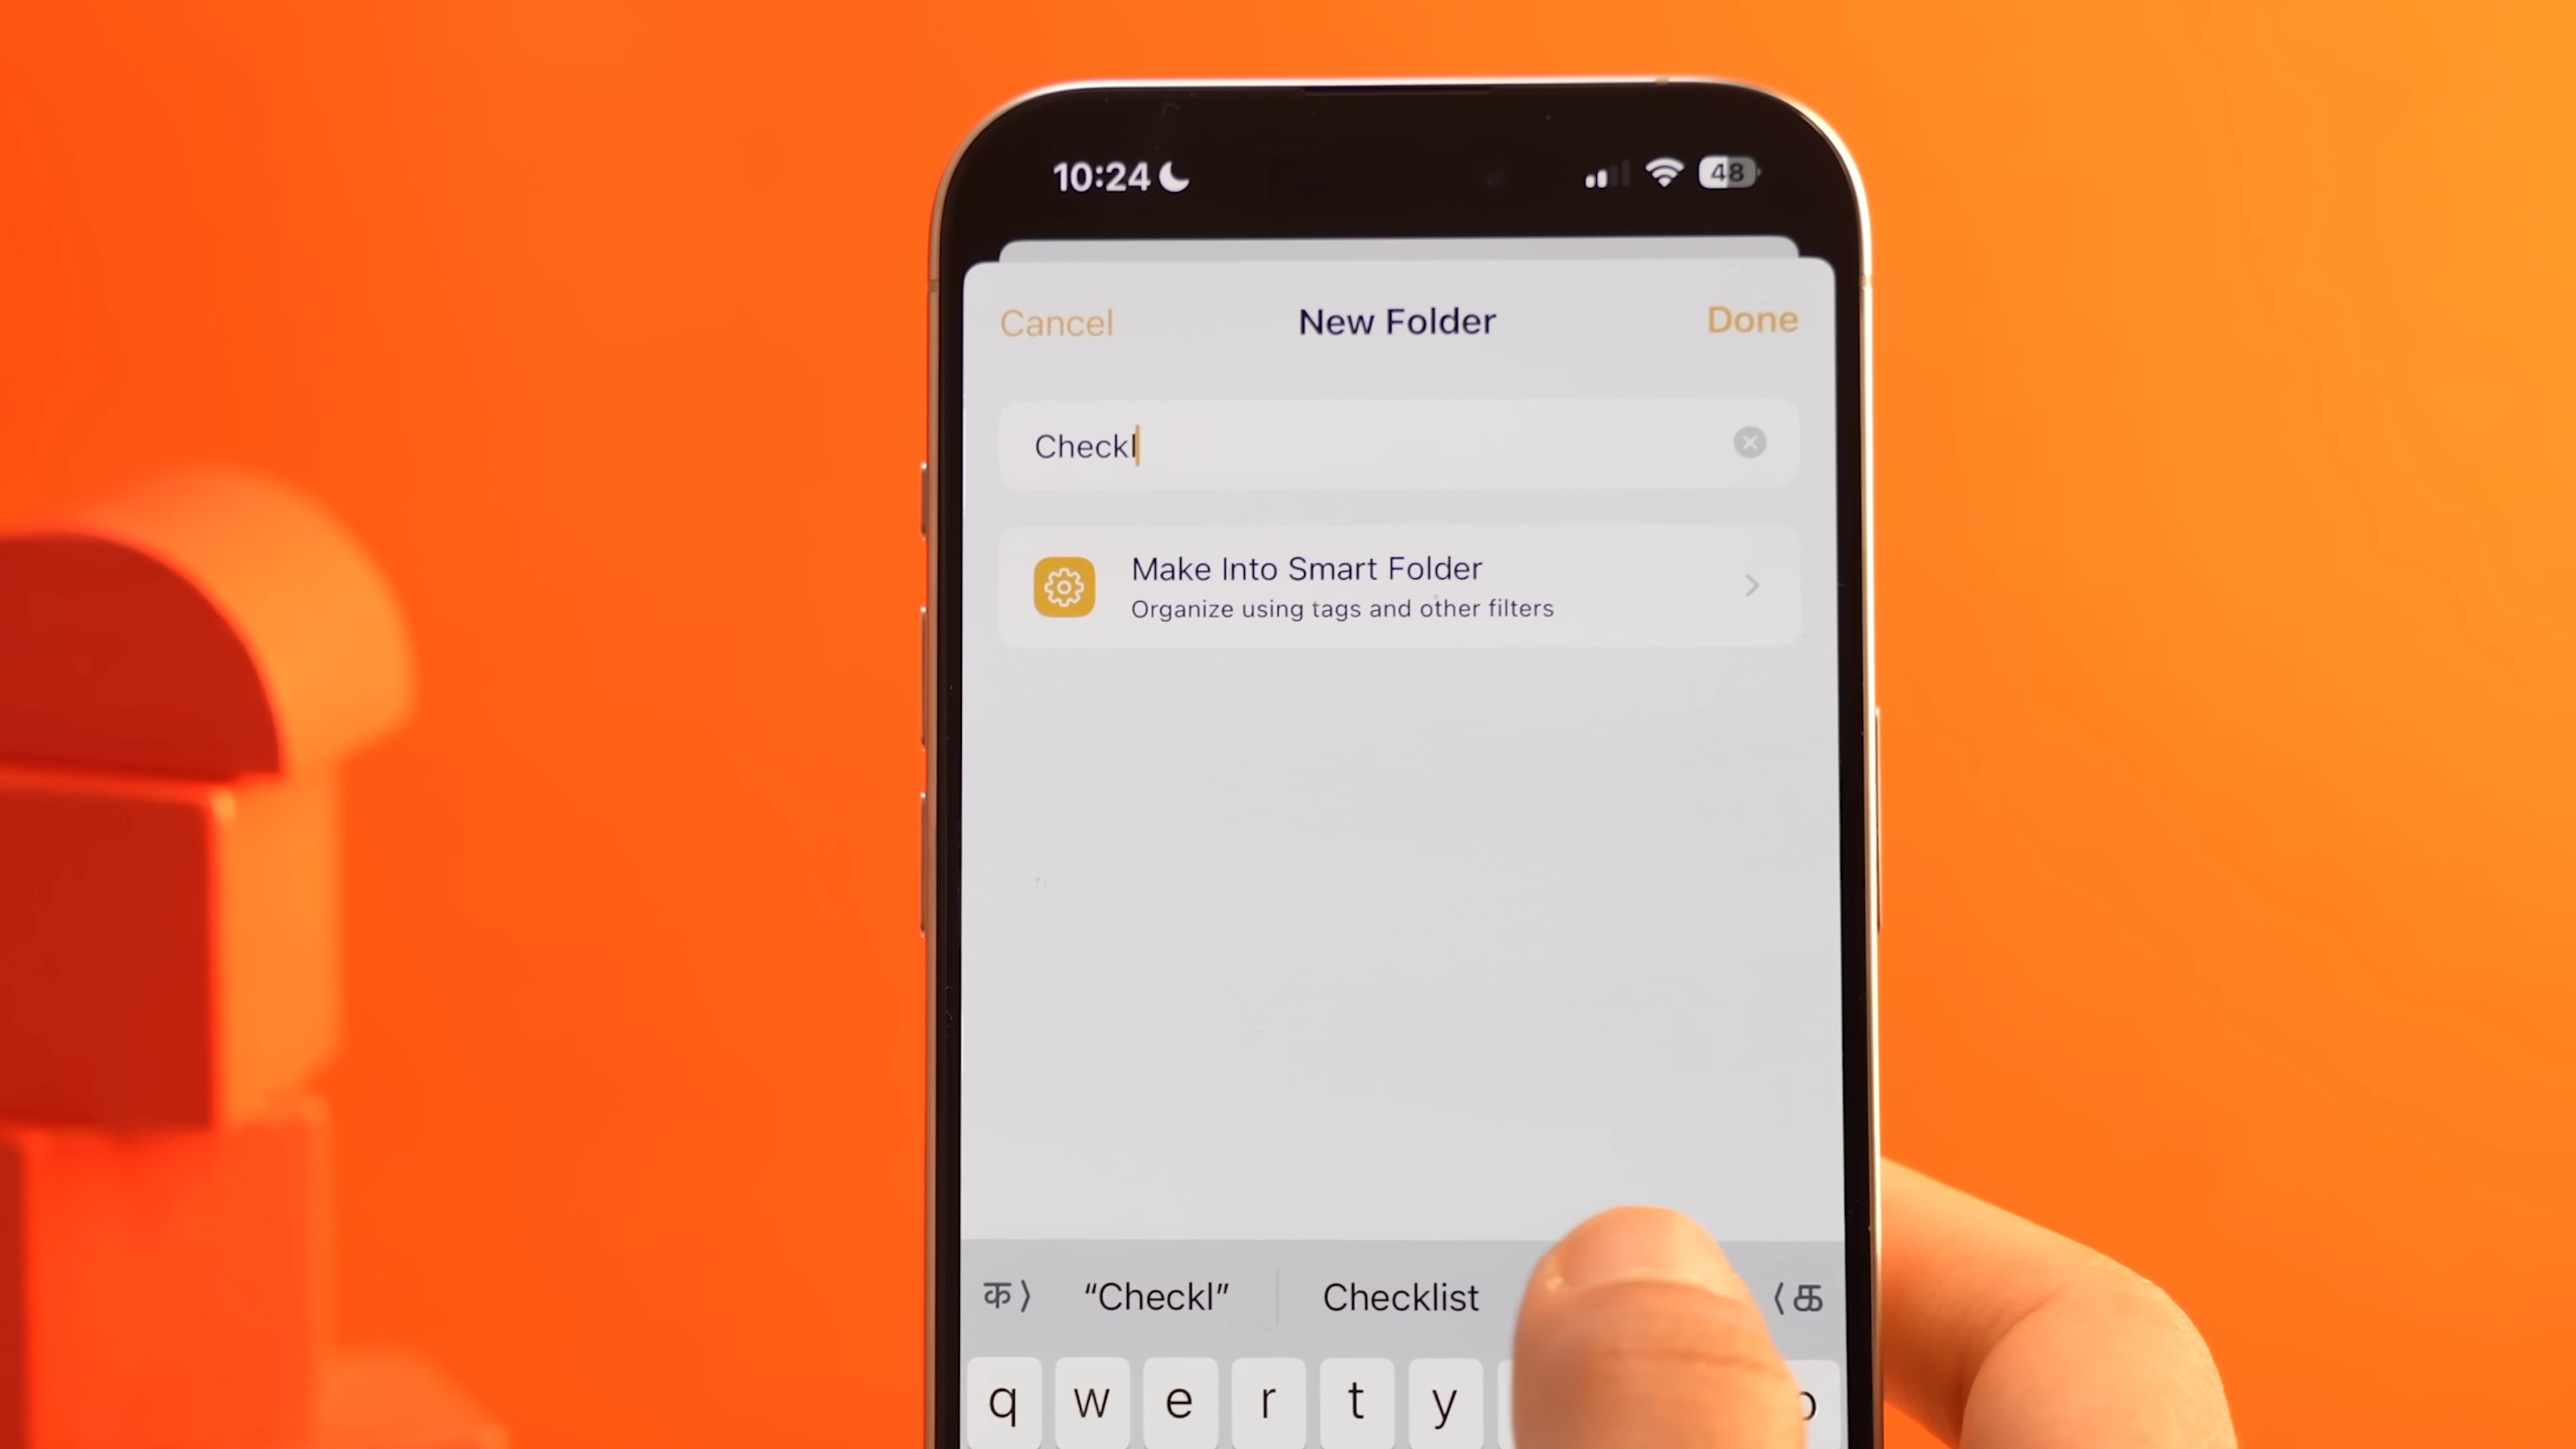 10:24 48
Cancel New Folder Done
Checkl
Make Into Smart Folder
Organize using tags and other filters
क⟩ “Checkl” Checklist ⟨க
q w e r t y p